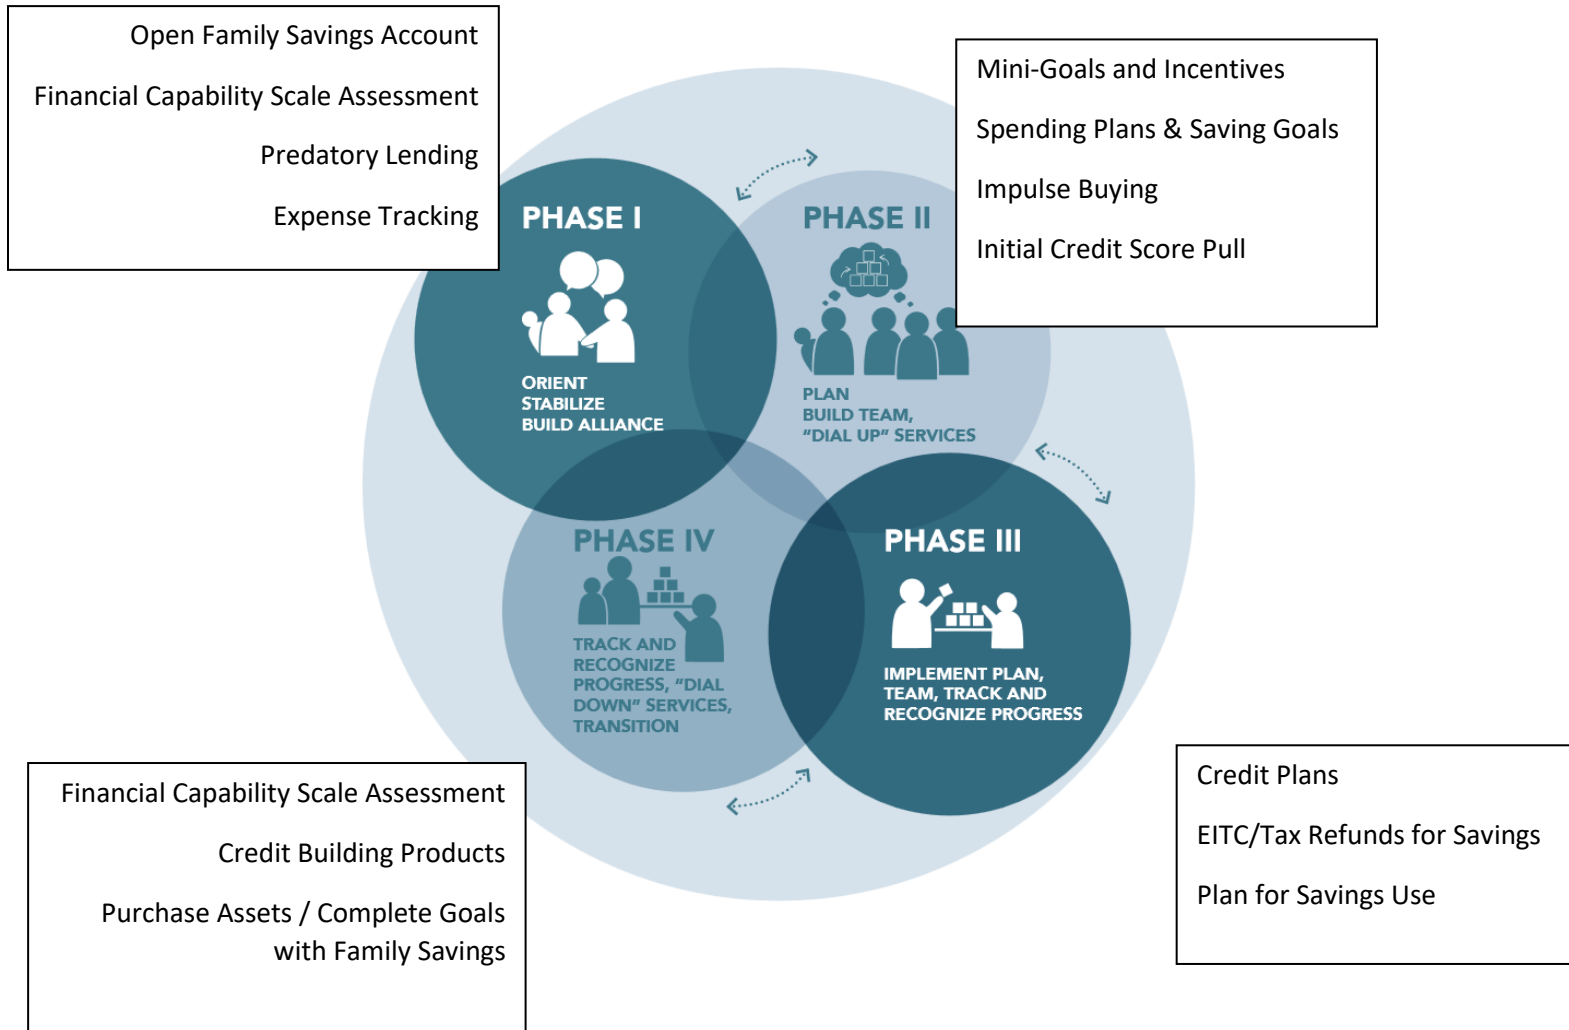 Open Family Savings Account
Financial Capability Scale Assessment
Predatory Lending
Expense Tracking
Mini-Goals and Incentives
Spending Plans & Saving Goals
Impulse Buying
Initial Credit Score Pull
PHASE I
ORIENT
STABILIZE
BUILD ALLIANCE
PHASE II
PLAN
BUILD TEAM,
"DIAL UP" SERVICES
PHASE IV
TRACK AND
RECOGNIZE
PROGRESS, "DIAL
DOWN" SERVICES,
TRANSITION
PHASE III
IMPLEMENT PLAN,
TEAM, TRACK AND
RECOGNIZE PROGRESS
Financial Capability Scale Assessment
Credit Building Products
Purchase Assets / Complete Goals
with Family Savings
Credit Plans
EITC/Tax Refunds for Savings
Plan for Savings Use